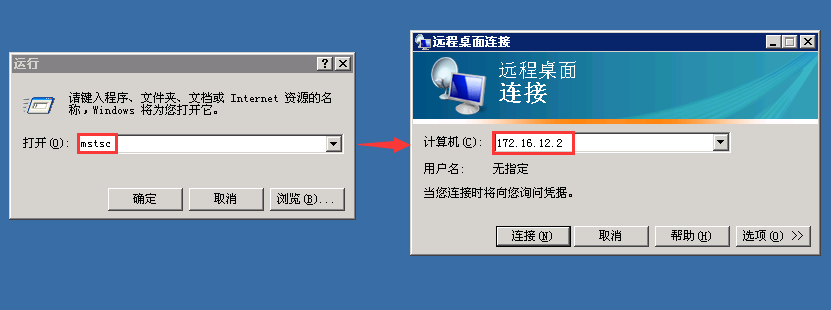 运行
请键入程序、文件夹、文档或 Internet 资源的名
称，Windows 将为您打开它。
打开(O): mstsc
确定 取消 浏览(B)...
远程桌面连接
远程桌面
连接
计算机(C): 172.16.12.2
用户名: 无指定
当您连接时将向您询问凭据。
连接(N) 取消 帮助(H) 选项(O) >>